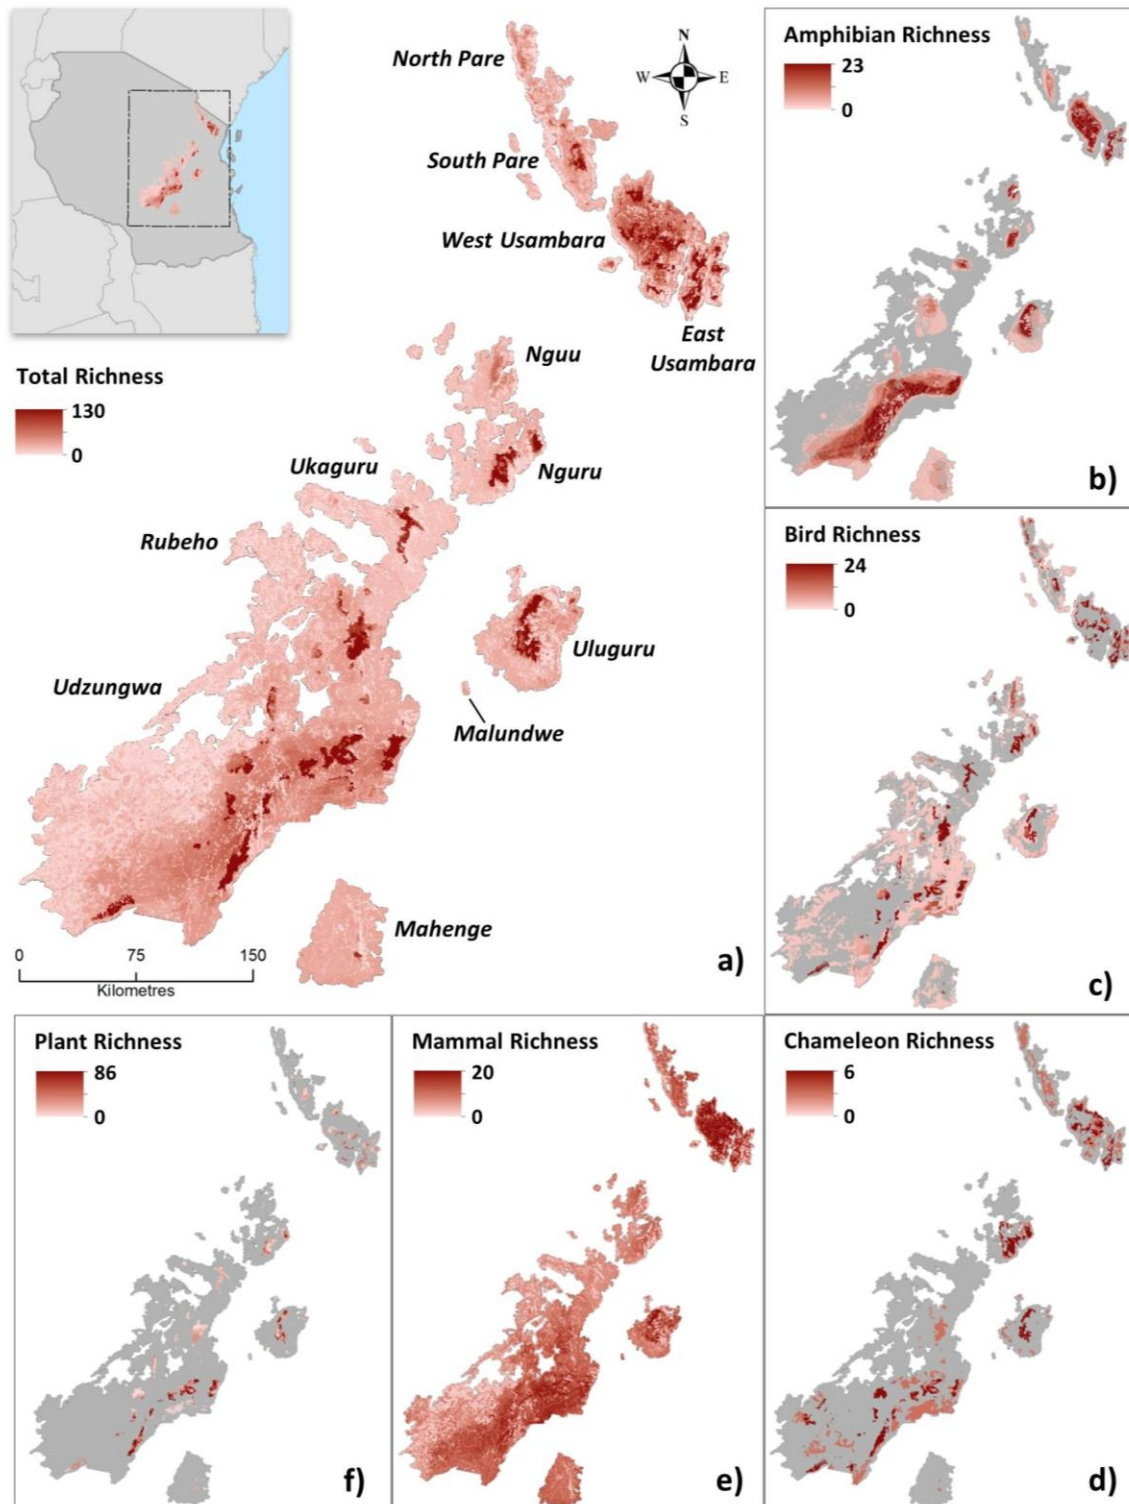 North Pare
N
W
E
S
South Pare
West Usambara
East
Usambara
Total Richness
130
0
Nguu
Nguru
Ukaguru
Rubeho
Uluguru
Udzungwa
Malundwe
Mahenge
0
75
150
Kilometres
a)
Amphibian Richness
23
0
b)
Bird Richness
24
0
c)
Plant Richness
86
0
f)
Mammal Richness
20
0
e)
Chameleon Richness
6
0
d)